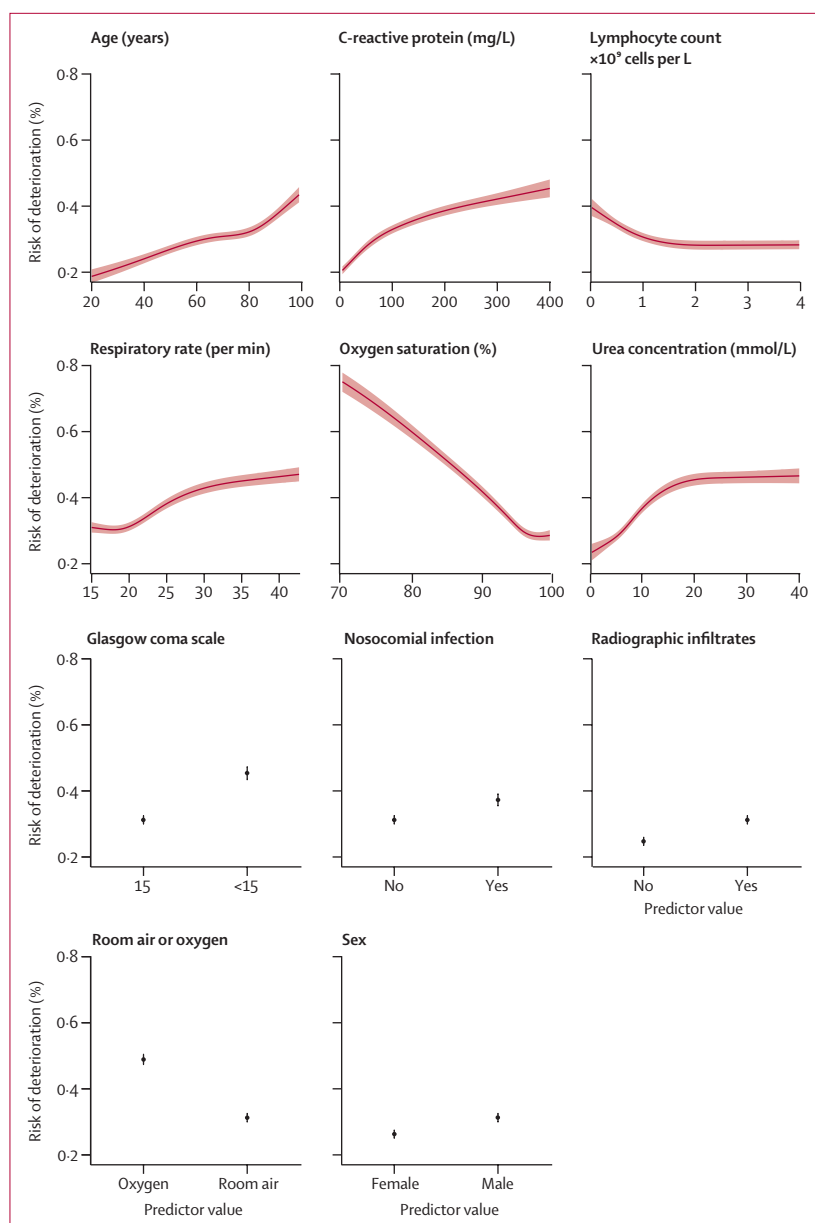 Age (years)
C-reactive protein (mg/L)
Lymphocyte count
×10⁹ cells per L
Risk of deterioration (%)
0·8
0·6
0·4
0·2
20 40 60 80 100
0 100 200 300 400
0 1 2 3 4
Respiratory rate (per min)
Oxygen saturation (%)
Urea concentration (mmol/L)
Risk of deterioration (%)
0·8
0·6
0·4
0·2
15 20 25 30 35 40
70 80 90 100
0 10 20 30 40
Glasgow coma scale
Nosocomial infection
Radiographic infiltrates
Risk of deterioration (%)
0·8
0·6
0·4
0·2
15 <15
No Yes
No Yes
Predictor value
Room air or oxygen
Sex
Risk of deterioration (%)
0·8
0·6
0·4
0·2
Oxygen Room air
Female Male
Predictor value
Predictor value